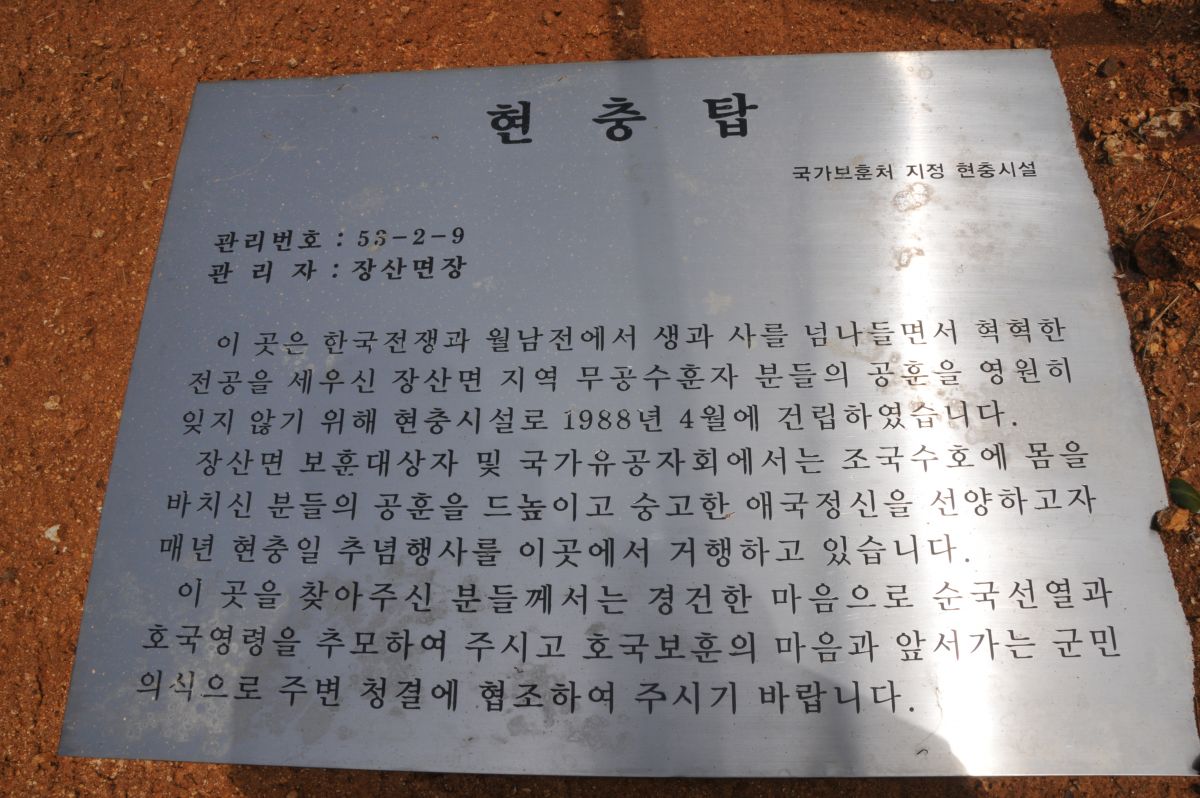 현 충 탑
국가보훈처 지정 현충시설
관리번호 : 53-2-9
관 리 자 : 장산면장
이 곳은 한국전쟁과 월남전에서 생과 사를 넘나들면서 혁혁한
전공을 세우신 장산면 지역 무공수훈자 분들의 공훈을 영원히
잊지 않기 위해 현충시설로 1988년 4월에 건립하였습니다.
장산면 보훈대상자 및 국가유공자회에서는 조국수호에 몸을
바치신 분들의 공훈을 드높이고 숭고한 애국정신을 선양하고자
매년 현충일 추념행사를 이곳에서 거행하고 있습니다.
이 곳을 찾아주신 분들께서는 경건한 마음으로 순국선열과
호국영령을 추모하여 주시고 호국보훈의 마음과 앞서가는 군민
의식으로 주변 청결에 협조하여 주시기 바랍니다.